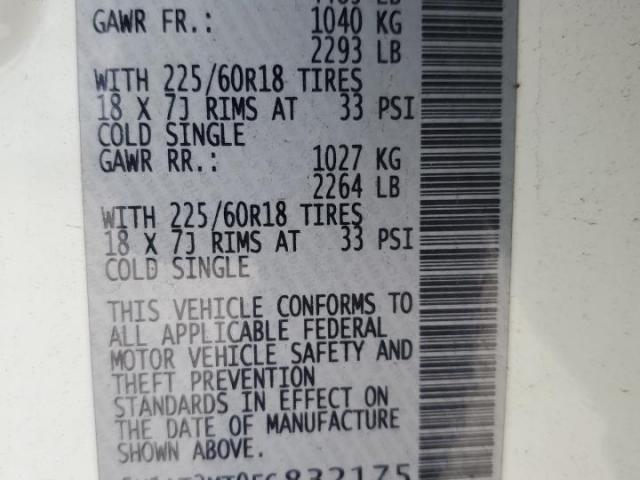 GAWR FR.: 1040 KG
2293 LB
WITH 225/60R18 TIRES
18 X 7J RIMS AT 33 PSI
COLD SINGLE
GAWR RR.: 1027 KG
2264 LB
WITH 225/60R18 TIRES
18 X 7J RIMS AT 33 PSI
COLD SINGLE
THIS VEHICLE CONFORMS TO
ALL APPLICABLE FEDERAL
MOTOR VEHICLE SAFETY AND
THEFT PREVENTION
STANDARDS IN EFFECT ON
THE DATE OF MANUFACTURE
SHOWN ABOVE.